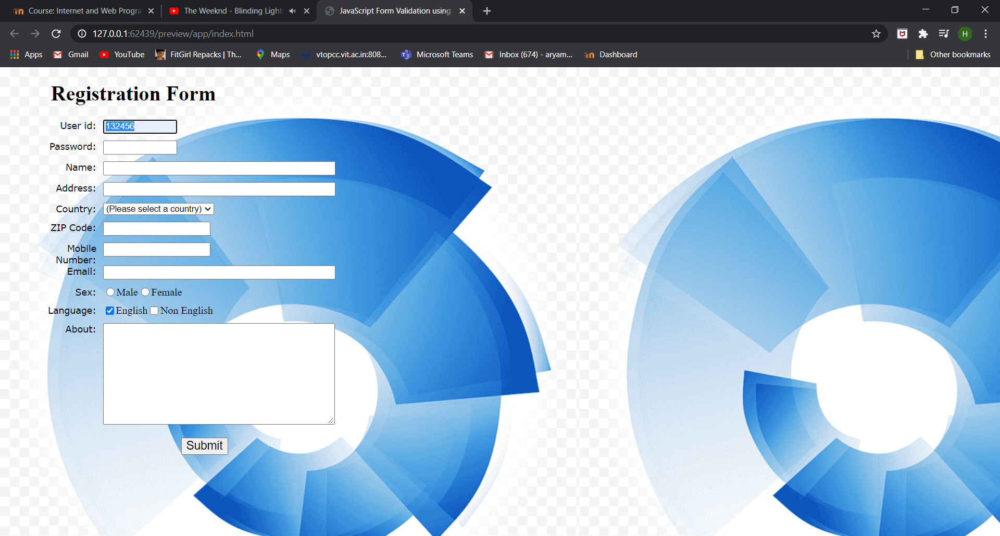 Course: Internet and Web Progra
The Weeknd - Blinding Lights
JavaScript Form Validation using
127.0.0.1:62439/preview/app/index.html
H
Apps
Gmail
YouTube
FitGirl Repacks | Th...
Maps
vtopcc.vit.ac.in:808...
Microsoft Teams
Inbox (674) - aryam...
Dashboard
Other bookmarks
Registration Form
User id: 132456
Password:
Name:
Address:
Country: (Please select a country)
ZIP Code:
Mobile
Number:
Email:
Sex: Male Female
Language: English Non English
About:
Submit